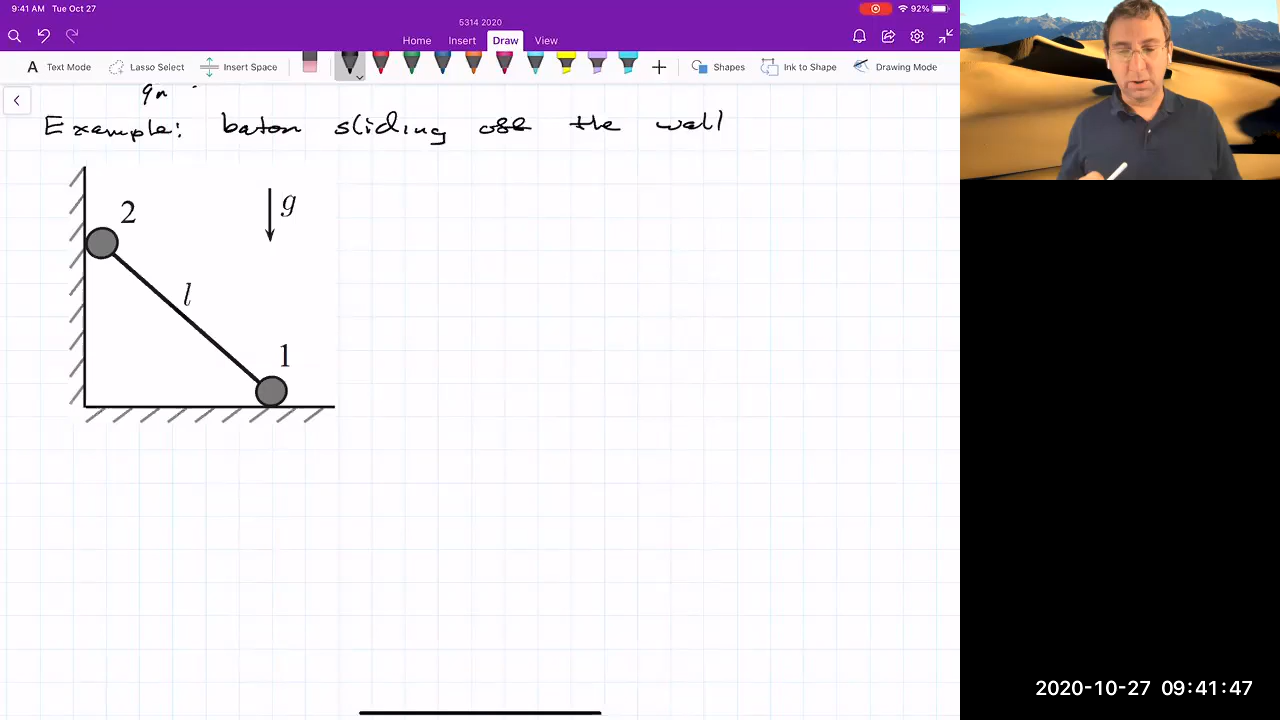 9:41 AM Tue Oct 27
92%
5314 2020
Home Insert Draw View
Text Mode Lasso Select Insert Space Shapes Ink to Shape Drawing Mode
qn
Example: baton sliding off the wall
2
g
l
1
2020-10-27 09:41:47